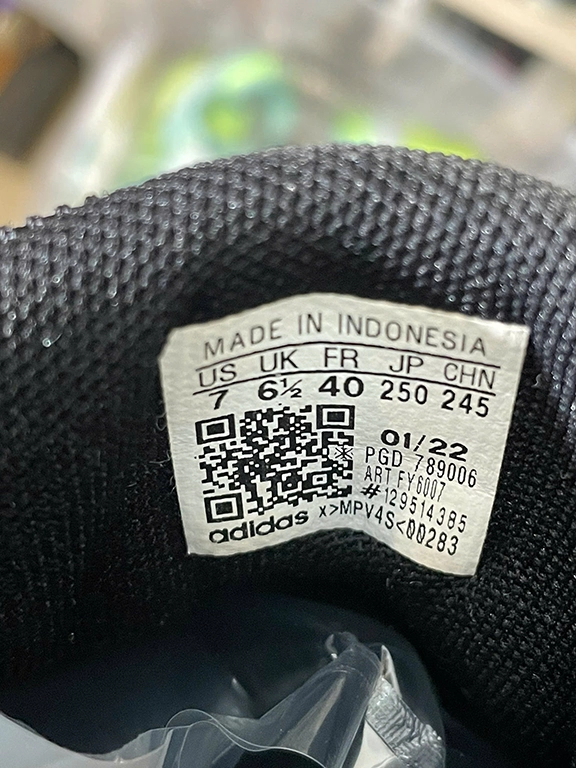 MADE IN INDONESIA
US UK FR JP CHN
7 6½ 40 250 245
01/22
PGD 789006
ART FY6007
#129514385
adidas x>MPV4S<00283